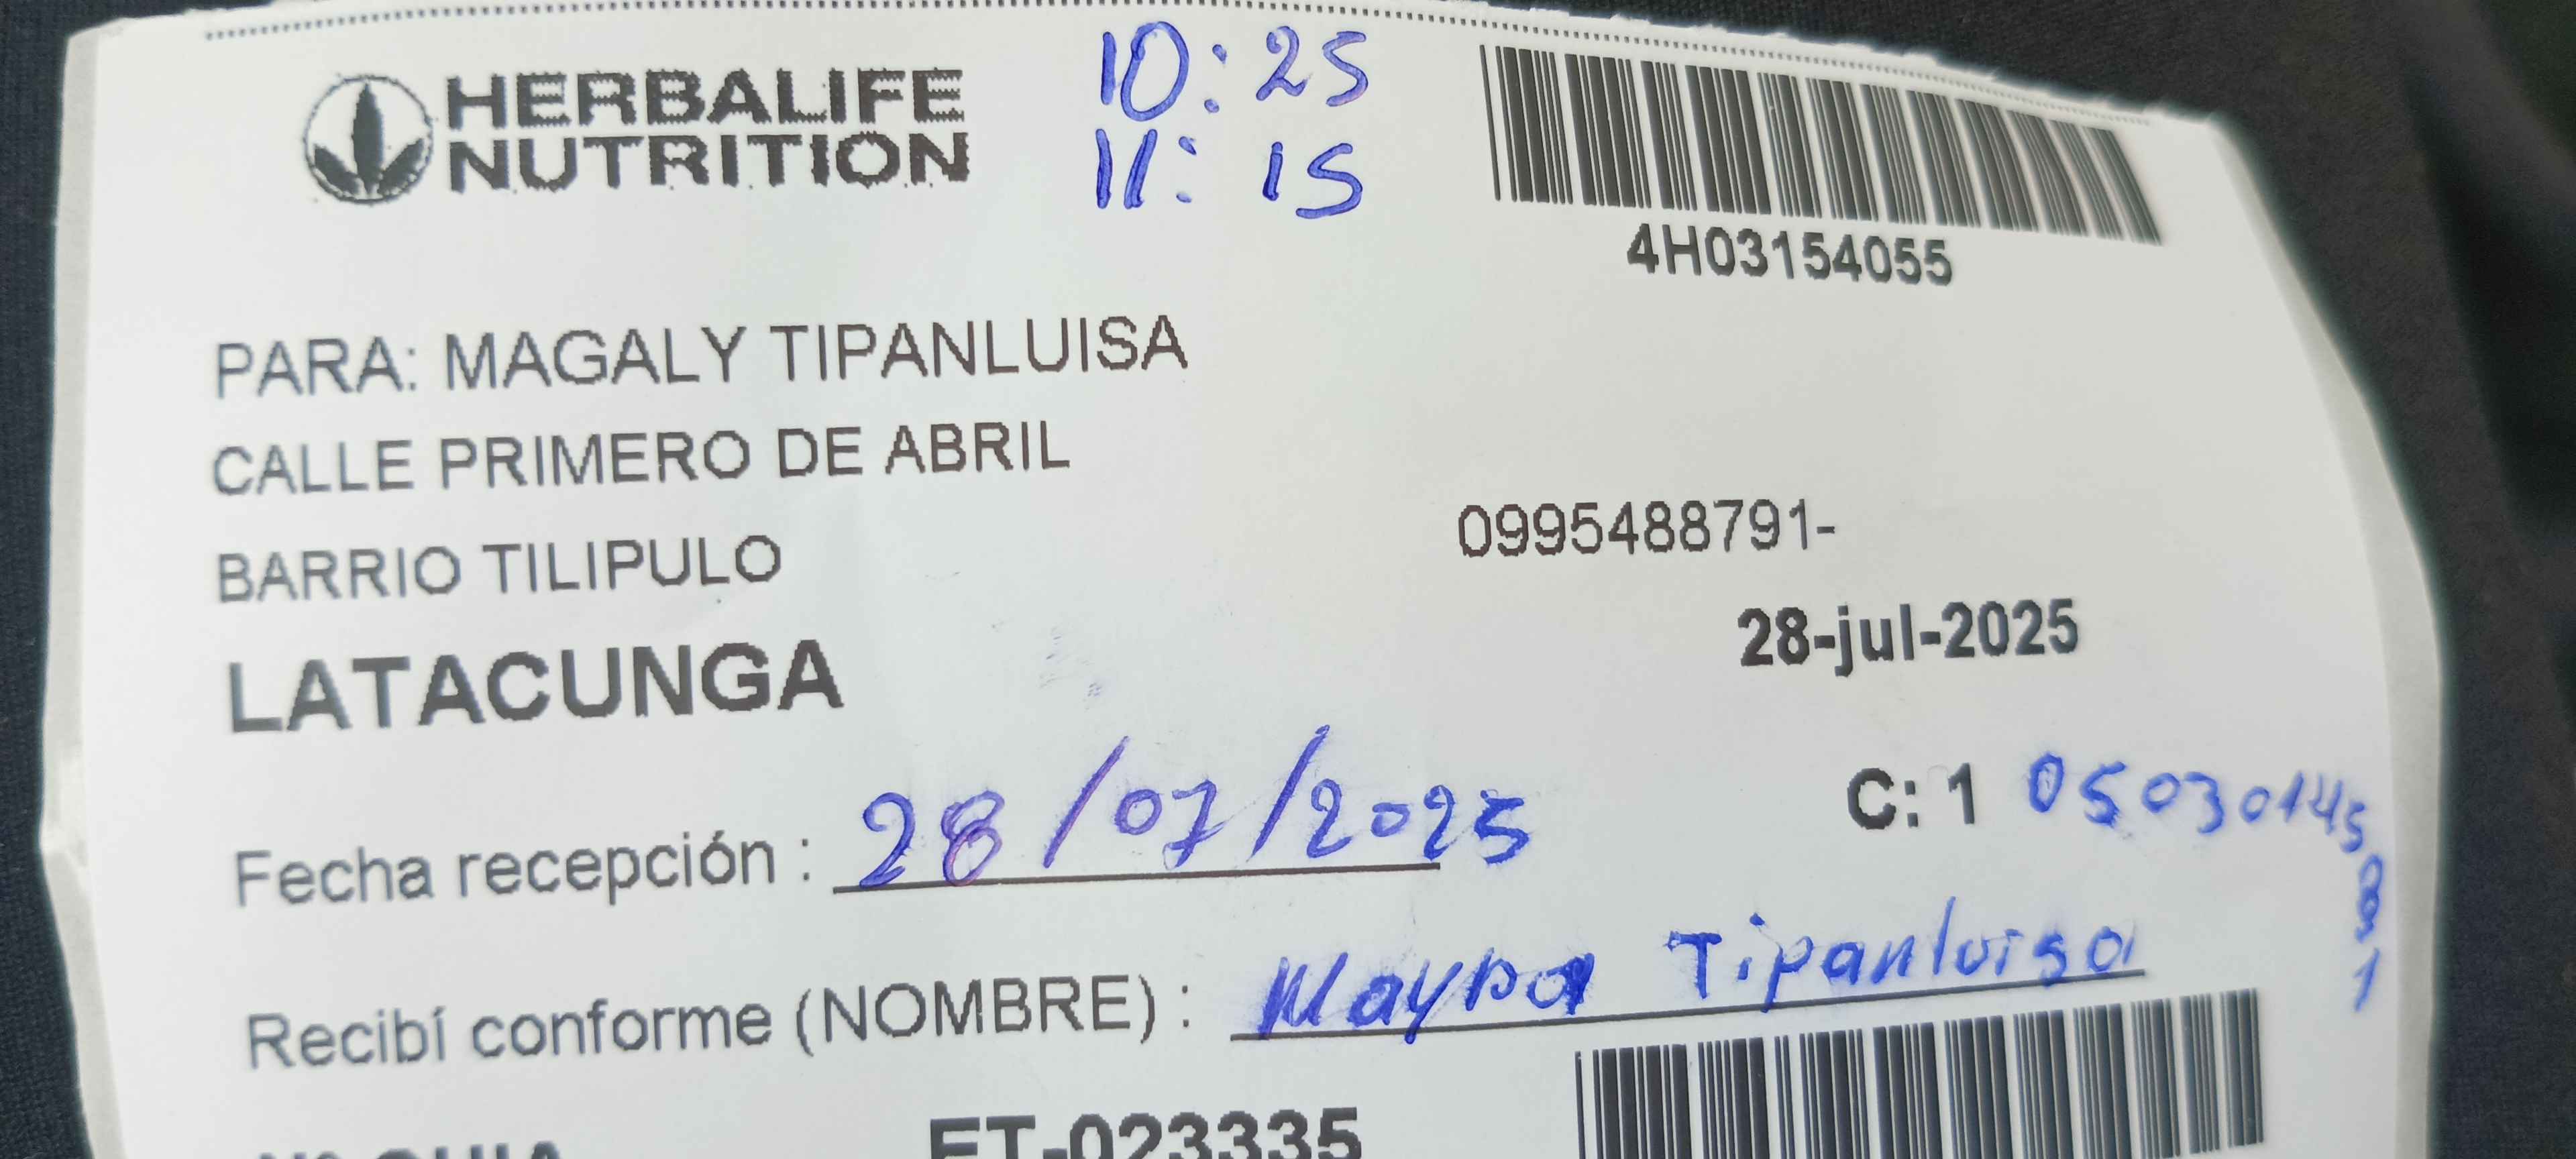 HERBALIFE
NUTRITION
10:25
11:15
4H03154055
PARA: MAGALY TIPANLUISA
CALLE PRIMERO DE ABRIL
BARRIO TILIPULO
0995488791-
LATACUNGA
28-jul-2025
C: 1 0503014581
Fecha recepción : 28/07/2025
Recibí conforme (NOMBRE) : Mayra Tipanluisa
ET-023335